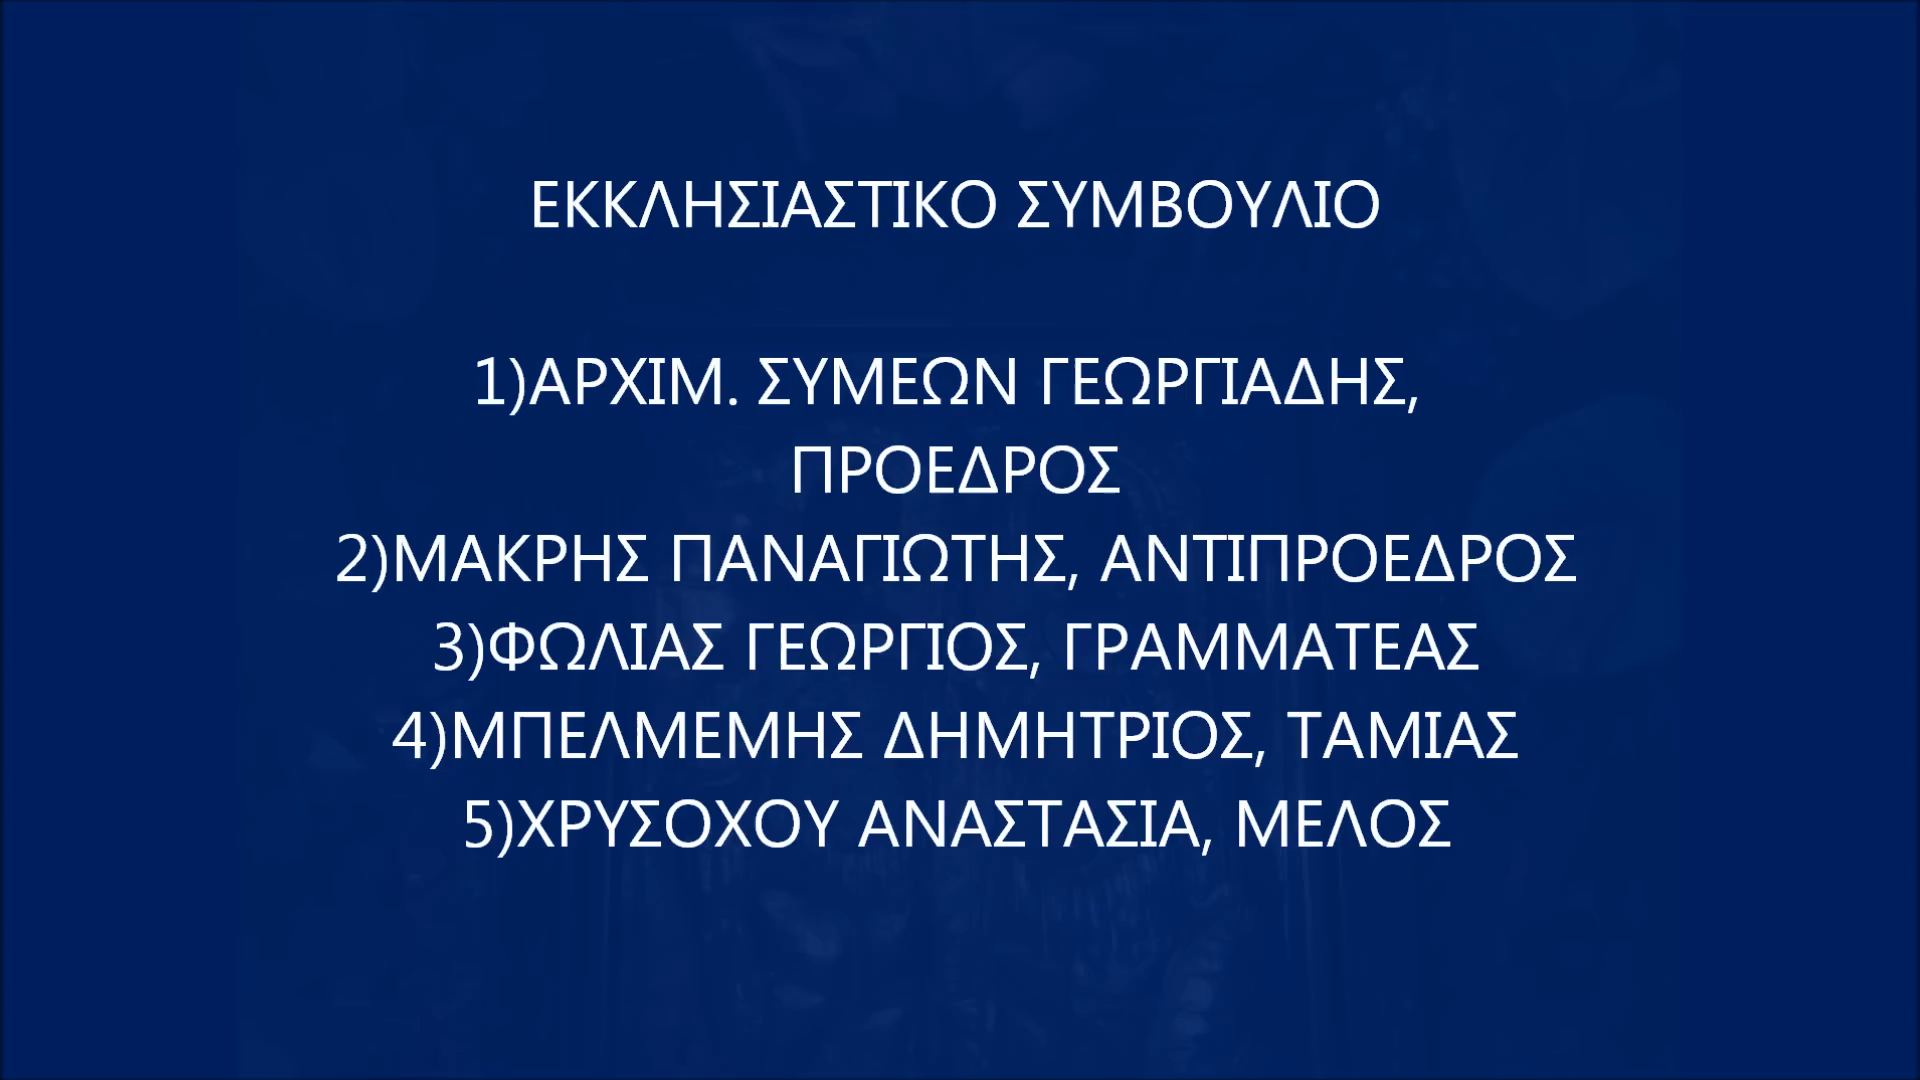 ΕΚΚΛΗΣΙΑΣΤΙΚΟ ΣΥΜΒΟΥΛΙΟ
1)ΑΡΧΙΜ. ΣΥΜΕΩΝ ΓΕΩΡΓΙΑΔΗΣ,
ΠΡΟΕΔΡΟΣ
2)ΜΑΚΡΗΣ ΠΑΝΑΓΙΩΤΗΣ, ΑΝΤΙΠΡΟΕΔΡΟΣ
3)ΦΩΛΙΑΣ ΓΕΩΡΓΙΟΣ, ΓΡΑΜΜΑΤΕΑΣ
4)ΜΠΕΛΜΕΜΗΣ ΔΗΜΗΤΡΙΟΣ, ΤΑΜΙΑΣ
5)ΧΡΥΣΟΧΟΥ ΑΝΑΣΤΑΣΙΑ, ΜΕΛΟΣ